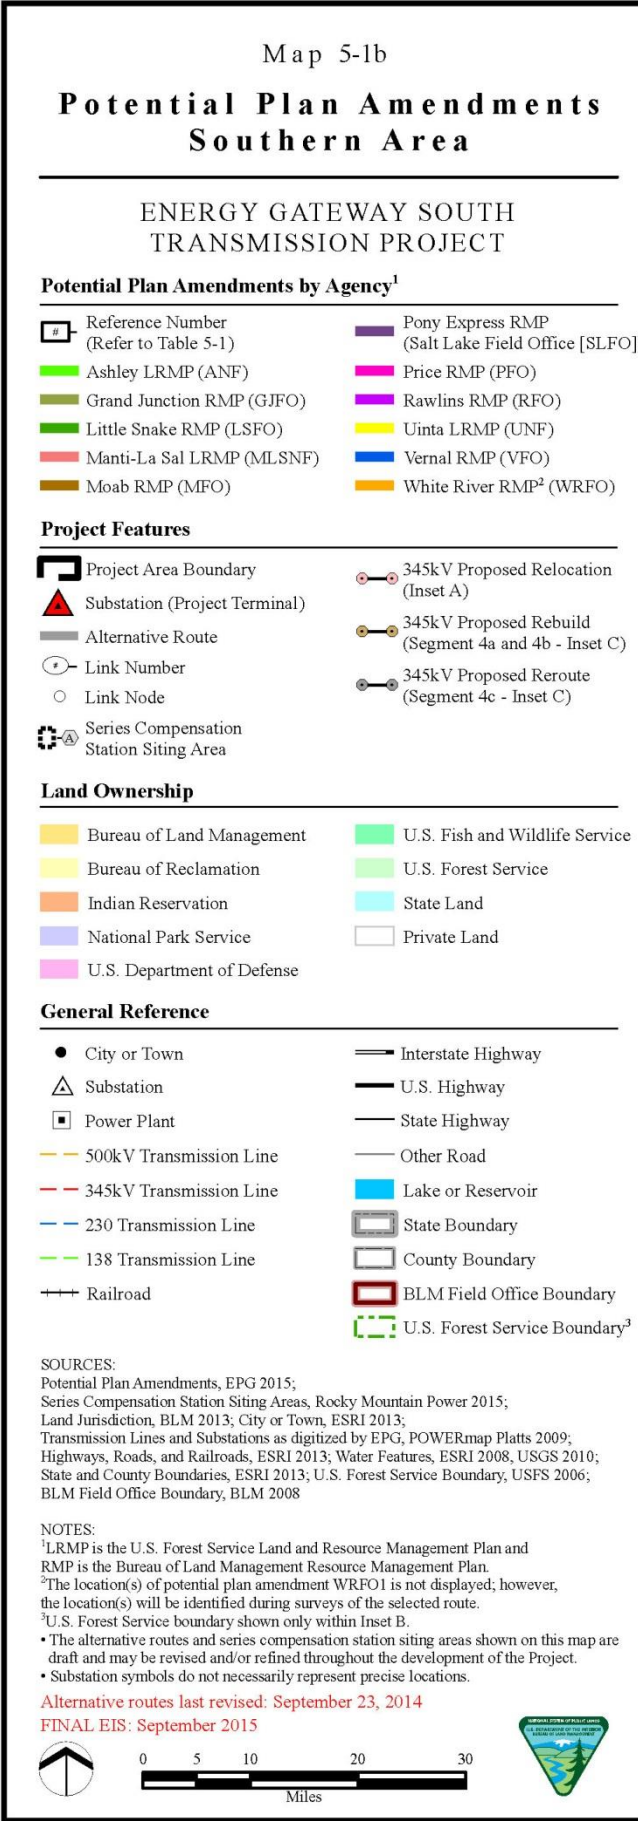 Map 5-1b
Potential Plan Amendments
Southern Area
ENERGY GATEWAY SOUTH
TRANSMISSION PROJECT
Potential Plan Amendments by Agency¹
#
Reference Number
(Refer to Table 5-1)
Ashley LRMP (ANF)
Grand Junction RMP (GJFO)
Little Snake RMP (LSFO)
Manti-La Sal LRMP (MLSNF)
Moab RMP (MFO)
Pony Express RMP
(Salt Lake Field Office [SLFO]
Price RMP (PFO)
Rawlins RMP (RFO)
Uinta LRMP (UNF)
Vernal RMP (VFO)
White River RMP² (WRFO)
Project Features
Project Area Boundary
Substation (Project Terminal)
Alternative Route
#
Link Number
Link Node
A
Series Compensation
Station Siting Area
345kV Proposed Relocation
(Inset A)
345kV Proposed Rebuild
(Segment 4a and 4b - Inset C)
345kV Proposed Reroute
(Segment 4c - Inset C)
Land Ownership
Bureau of Land Management
Bureau of Reclamation
Indian Reservation
National Park Service
U.S. Department of Defense
U.S. Fish and Wildlife Service
U.S. Forest Service
State Land
Private Land
General Reference
City or Town
Substation
Power Plant
500kV Transmission Line
345kV Transmission Line
230 Transmission Line
138 Transmission Line
Railroad
Interstate Highway
U.S. Highway
State Highway
Other Road
Lake or Reservoir
State Boundary
County Boundary
BLM Field Office Boundary
U.S. Forest Service Boundary³
SOURCES:
Potential Plan Amendments, EPG 2015;
Series Compensation Station Siting Areas, Rocky Mountain Power 2015;
Land Jurisdiction, BLM 2013; City or Town, ESRI 2013;
Transmission Lines and Substations as digitized by EPG, POWERmap Platts 2009;
Highways, Roads, and Railroads, ESRI 2013; Water Features, ESRI 2008, USGS 2010;
State and County Boundaries, ESRI 2013; U.S. Forest Service Boundary, USFS 2006;
BLM Field Office Boundary, BLM 2008
NOTES:
¹LRMP is the U.S. Forest Service Land and Resource Management Plan and
RMP is the Bureau of Land Management Resource Management Plan.
²The location(s) of potential plan amendment WRFO1 is not displayed; however,
the location(s) will be identified during surveys of the selected route.
³U.S. Forest Service boundary shown only within Inset B.
• The alternative routes and series compensation station siting areas shown on this map are
draft and may be revised and/or refined throughout the development of the Project.
• Substation symbols do not necessarily represent precise locations.
Alternative routes last revised: September 23, 2014
FINAL EIS: September 2015
0 5 10 20 30
Miles
NATIONAL SYSTEM OF PUBLIC LANDS
U.S. DEPARTMENT OF THE INTERIOR
BUREAU OF LAND MANAGEMENT